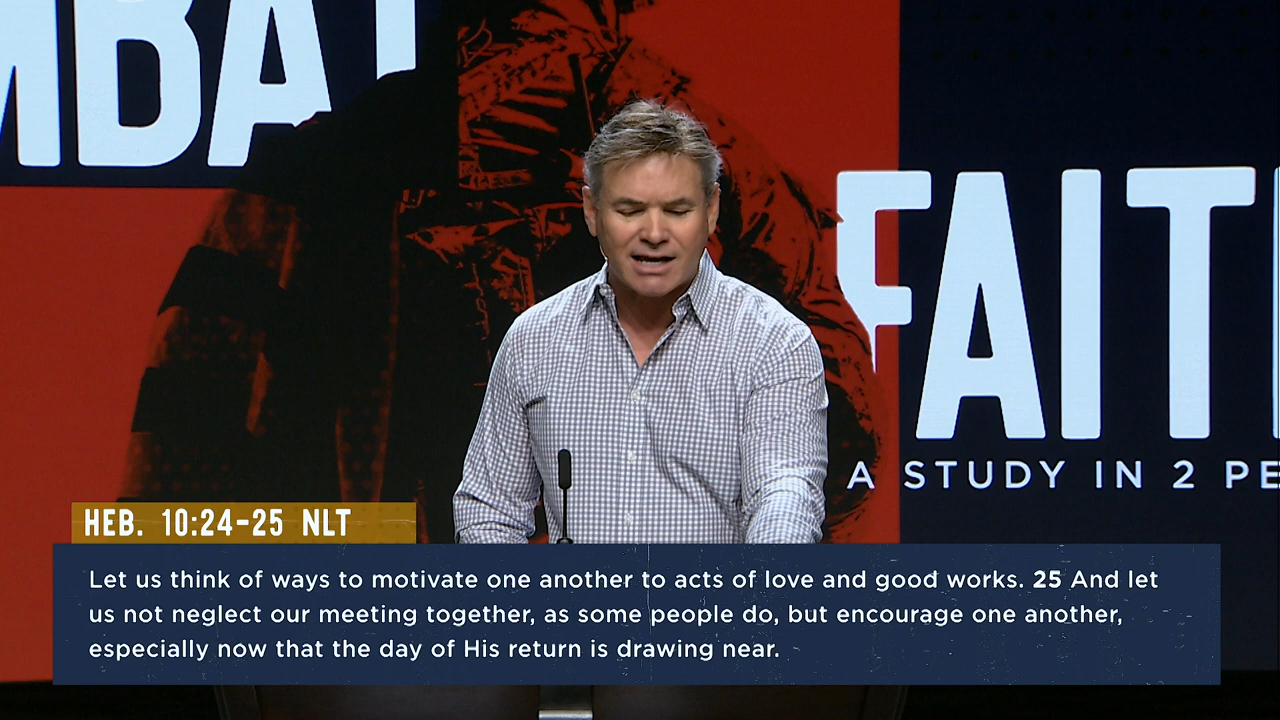 MBAT
FAITH
A STUDY IN 2 PE
HEB. 10:24-25 NLT
Let us think of ways to motivate one another to acts of love and good works. 25 And let
us not neglect our meeting together, as some people do, but encourage one another,
especially now that the day of His return is drawing near.